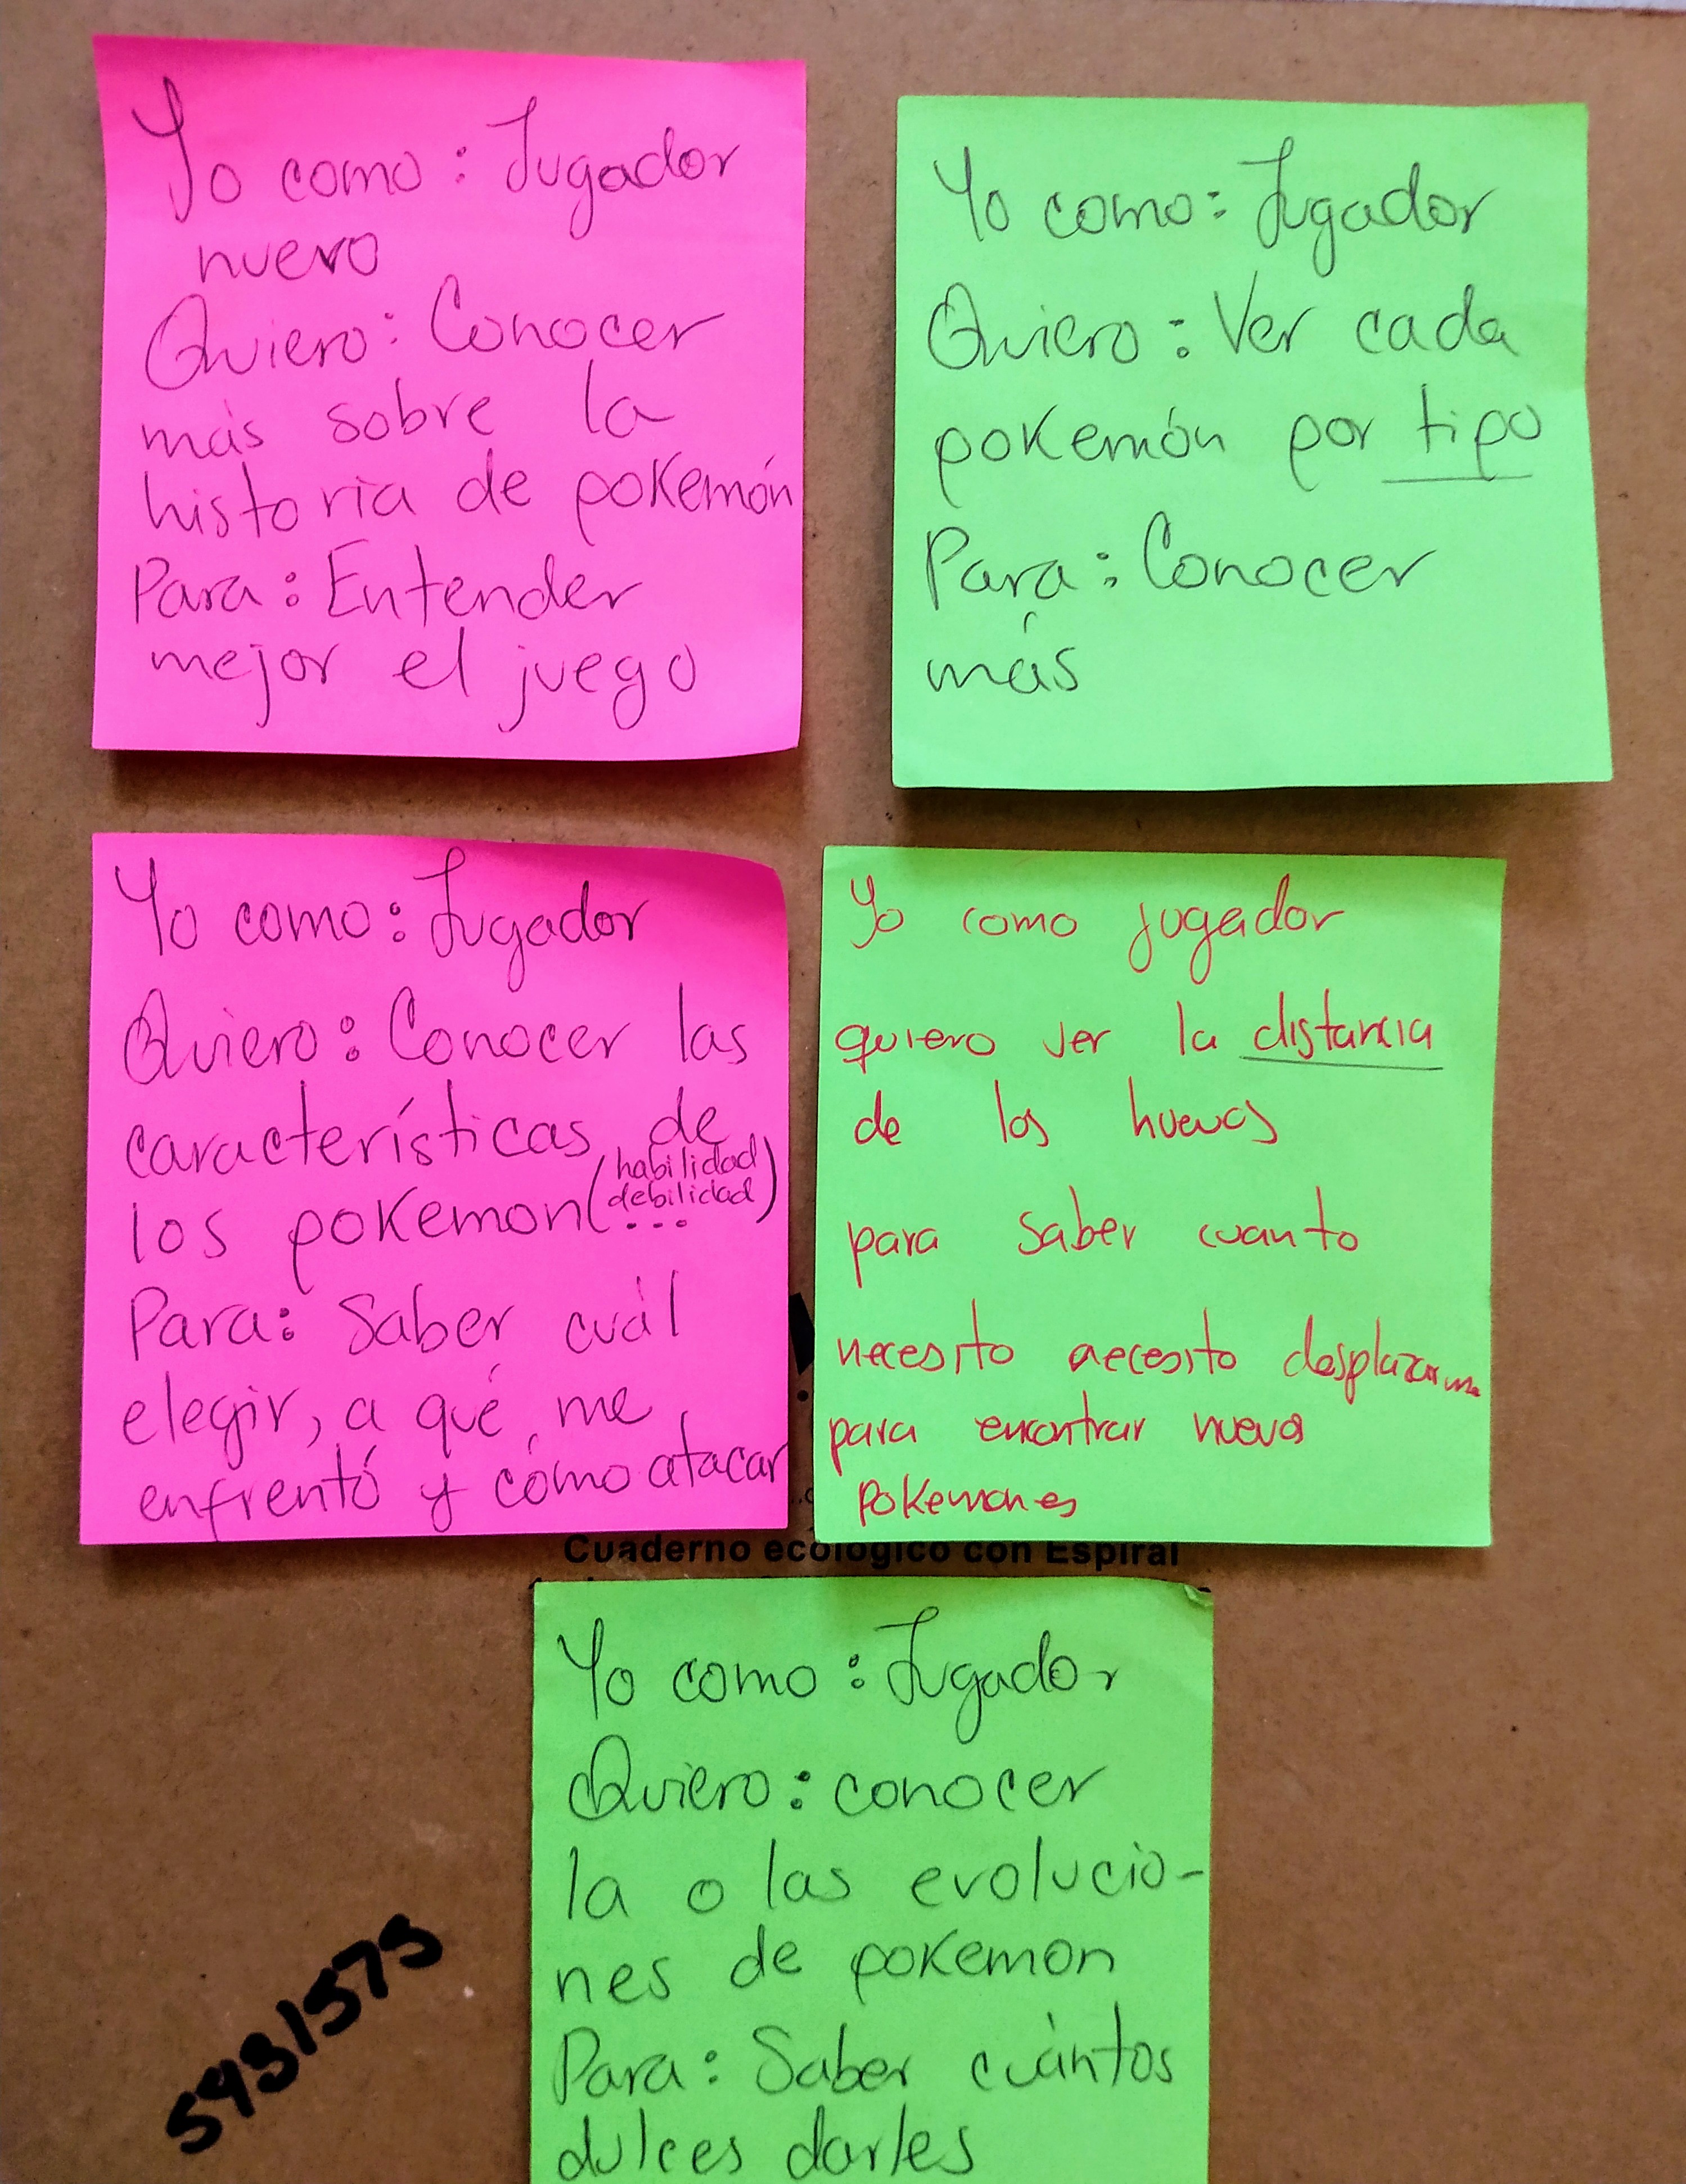 Yo como: Jugador
nuevo
Quiero: Conocer
más sobre la
historia de pokemón
Para: Entender
mejor el juego
Yo como: Jugador
Quiero: Ver cada
pokemón por tipo
Para: Conocer
más
Yo como: Jugador
Quiero: Conocer las
características de
los pokemon (habilidad
debilidad
...)
Para: Saber cuál
elegir, a qué me
enfrentó y cómo atacar
Yo como jugador
quiero ver la distancia
de los huevos
para saber cuanto
necesito necesito desplazarme
para encontrar nuevos
pokemones
Cuaderno ecológico con Espiral
Yo como: Jugador
Quiero: conocer
la o las evolucio-
nes de pokemon
Para: Saber cuántos
dulces darles
5931575